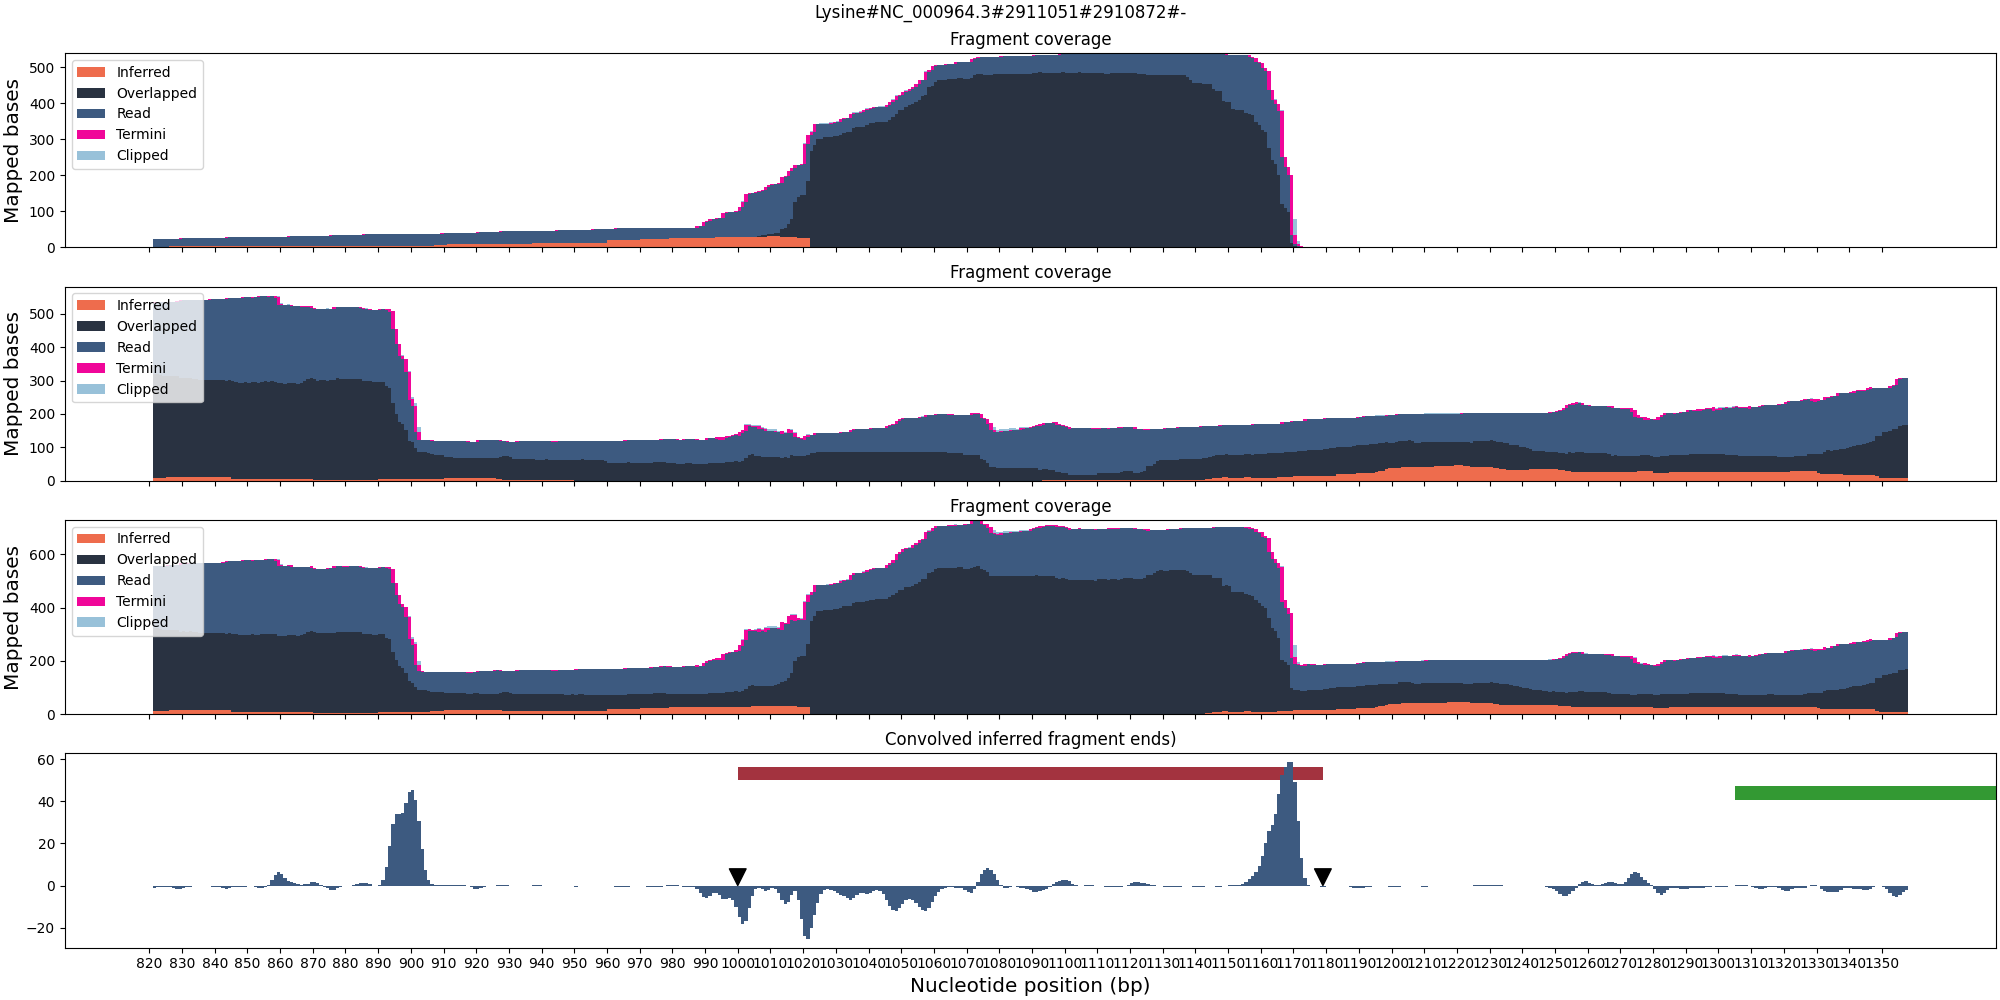 Lysine#NC_000964.3#2911051#2910872#-
Fragment coverage
Mapped bases
500
400
300
200
100
0
Inferred
Overlapped
Read
Termini
Clipped
Fragment coverage
Mapped bases
500
400
300
200
100
0
Inferred
Overlapped
Read
Termini
Clipped
Fragment coverage
Mapped bases
600
400
200
0
Inferred
Overlapped
Read
Termini
Clipped
Convolved inferred fragment ends)
60
40
20
0
−20
820 830 840 850 860 870 880 890 900 910 920 930 940 950 960 970 980 990 1000 1010 1020 1030 1040 1050 1060 1070 1080 1090 1100 1110 1120 1130 1140 1150 1160 1170 1180 1190 1200 1210 1220 1230 1240 1250 1260 1270 1280 1290 1300 1310 1320 1330 1340 1350
Nucleotide position (bp)